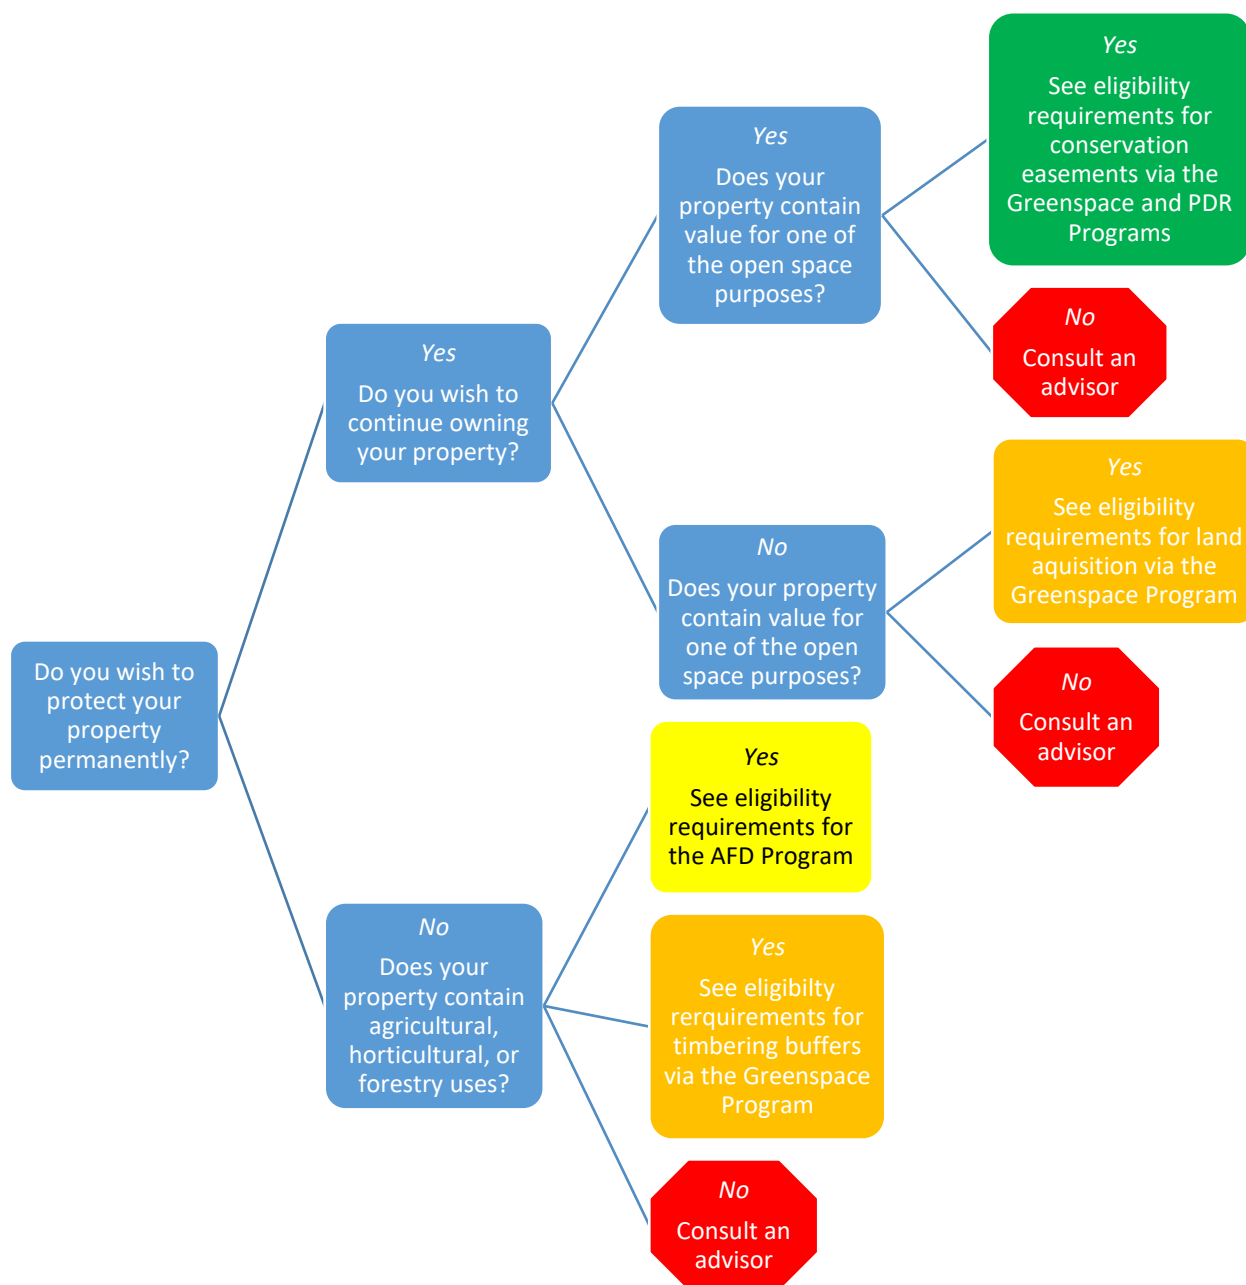 Do you wish to
protect your
property
permanently?
Yes
Do you wish to
continue owning
your property?
Yes
Does your
property contain
value for one of
the open space
purposes?
Yes
See eligibility
requirements for
conservation
easements via the
Greenspace and PDR
Programs
No
Consult an
advisor
No
Does your property
contain value for
one of the open
space purposes?
Yes
See eligibility
requirements for land
aquisition via the
Greenspace Program
No
Consult an
advisor
No
Does your
property contain
agricultural,
horticultural, or
forestry uses?
Yes
See eligibility
requirements for
the AFD Program
Yes
See eligibilty
rerquirements for
timbering buffers
via the Greenspace
Program
No
Consult an
advisor